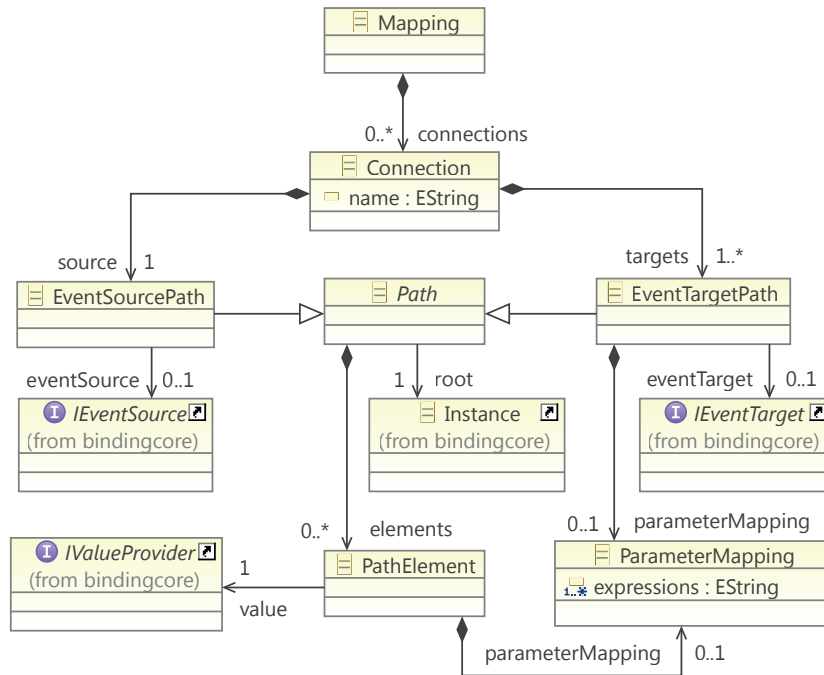 Mapping
0..* connections
Connection
name : EString
source 1
targets 1..*
EventSourcePath
Path
EventTargetPath
eventSource 0..1
1 root
eventTarget 0..1
I IEventSource
(from bindingcore)
Instance
(from bindingcore)
I IEventTarget
(from bindingcore)
0..* elements
0..1 parameterMapping
I IValueProvider
(from bindingcore)
1
value
PathElement
ParameterMapping
1..* expressions : EString
parameterMapping 0..1